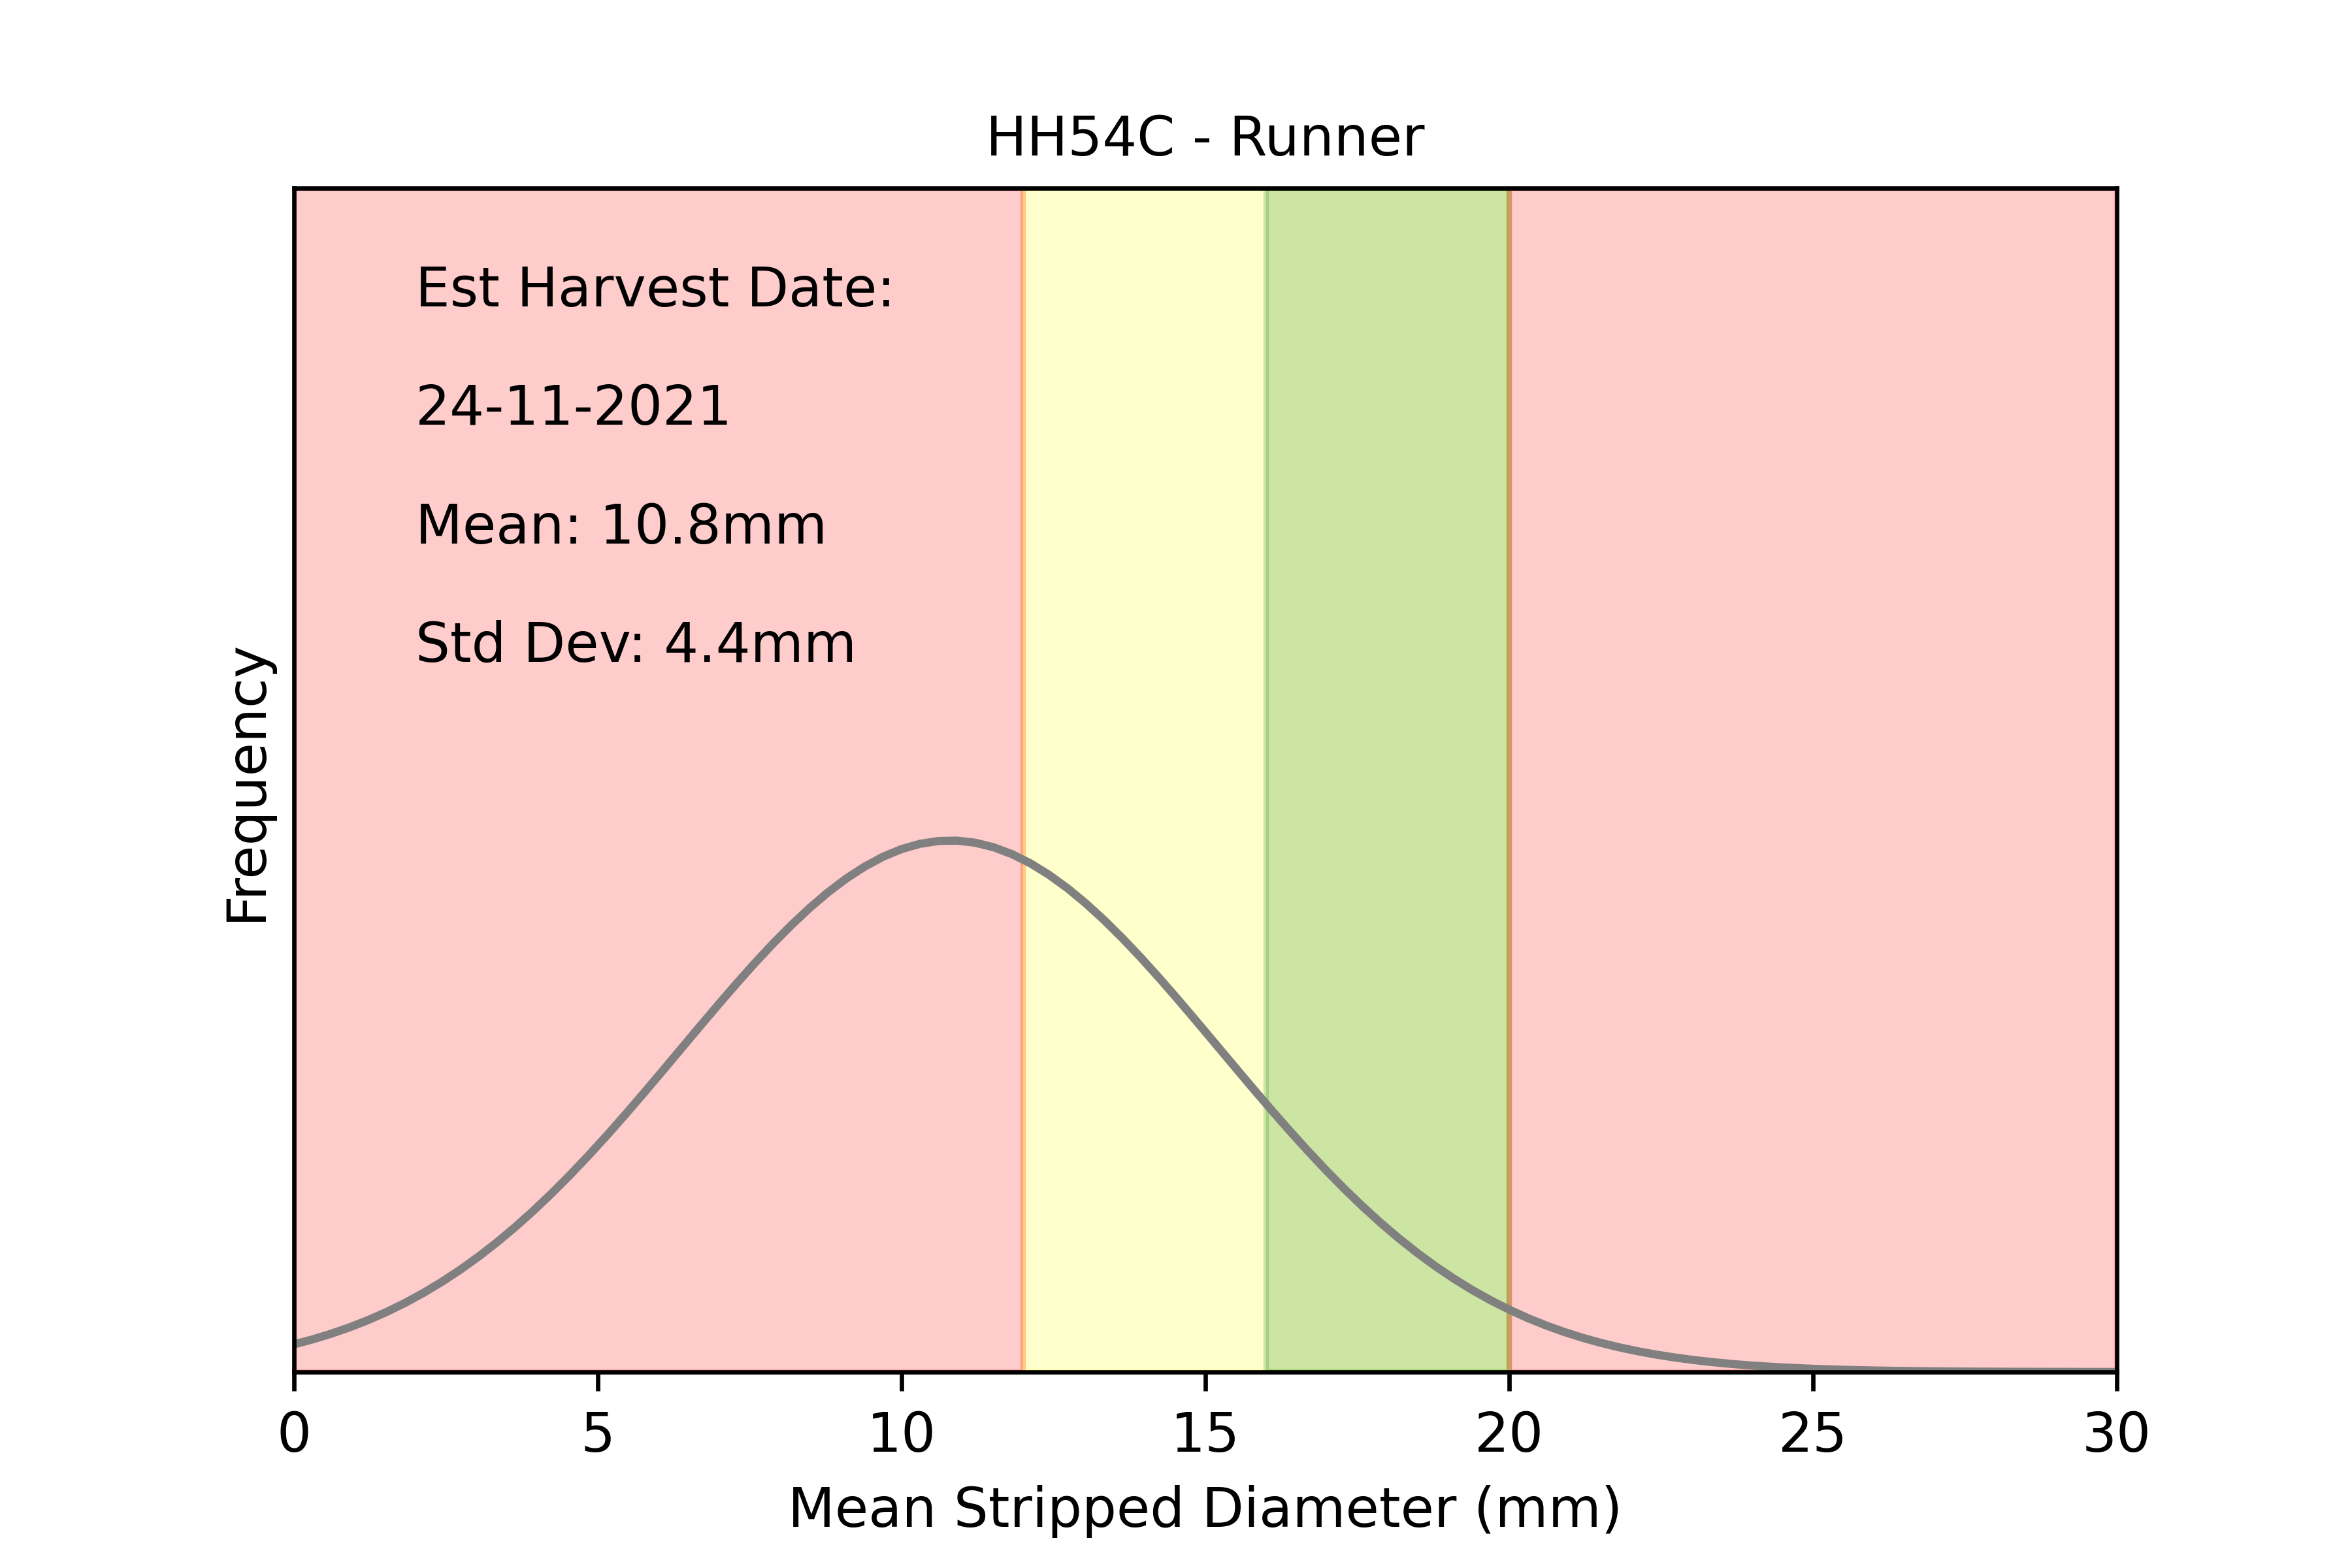 HH54C - Runner
Est Harvest Date:
24-11-2021
Mean: 10.8mm
Std Dev: 4.4mm
Frequency
0 5 10 15 20 25 30
Mean Stripped Diameter (mm)